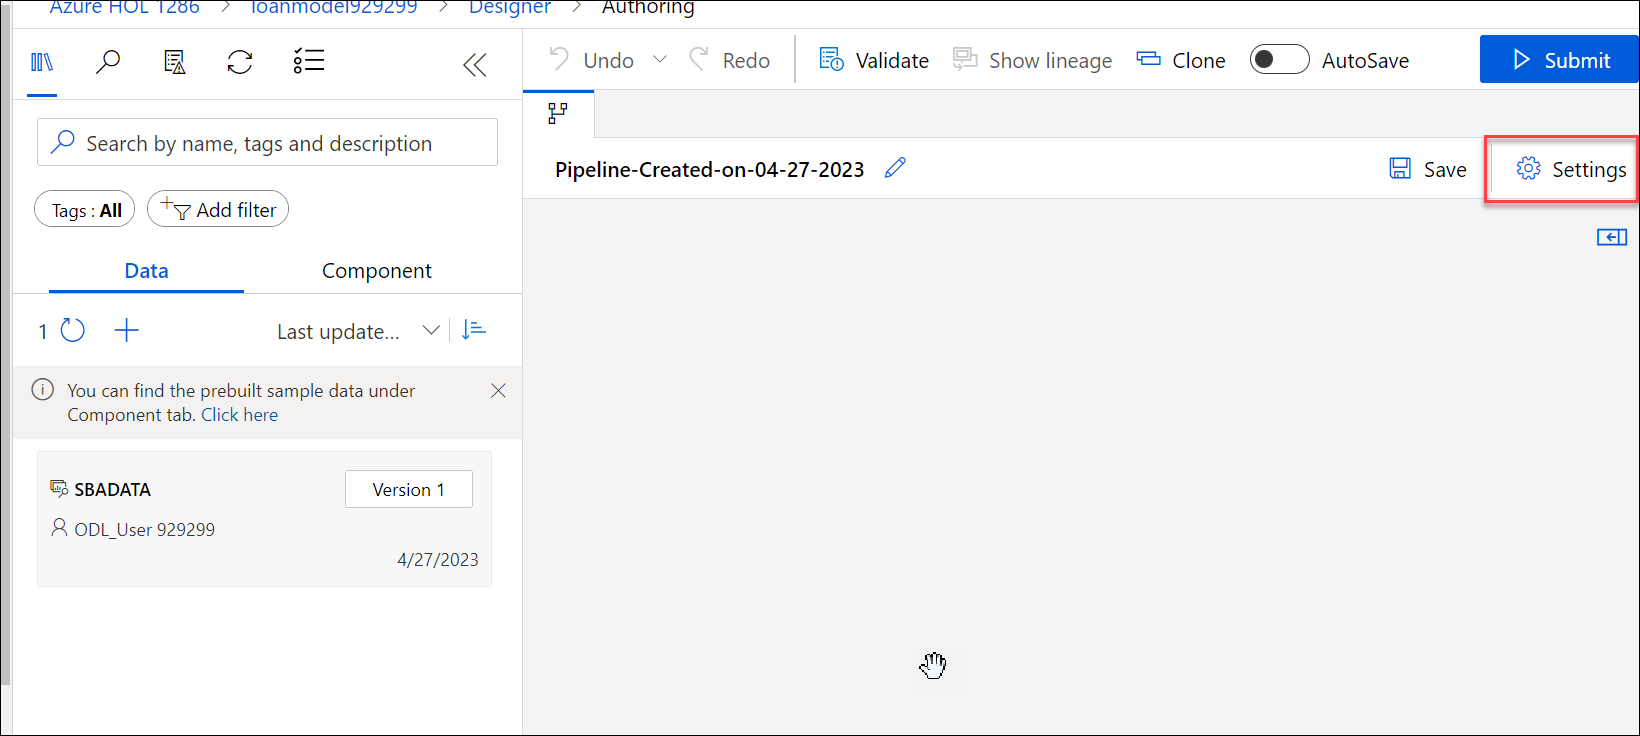 Azure HOL 1286 > loanmodel929299 > Designer > Authoring
Undo Redo Validate Show lineage Clone AutoSave Submit
Search by name, tags and description
Pipeline-Created-on-04-27-2023 Save Settings
Tags : All Add filter
Data Component
1 Last update...
You can find the prebuilt sample data under
Component tab. Click here
SBADATA Version 1
ODL_User 929299
4/27/2023